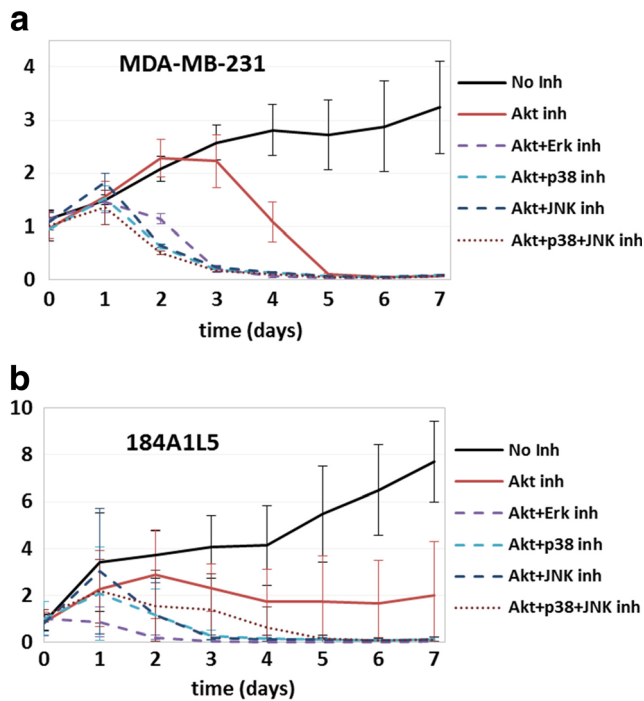 a
MDA-MB-231
4
3
2
1
0
0 1 2 3 4 5 6 7
time (days)
No Inh
Akt inh
Akt+Erk inh
Akt+p38 inh
Akt+JNK inh
Akt+p38+JNK inh
b
184A1L5
10
8
6
4
2
0
0 1 2 3 4 5 6 7
time (days)
No Inh
Akt inh
Akt+Erk inh
Akt+p38 inh
Akt+JNK inh
Akt+p38+JNK inh